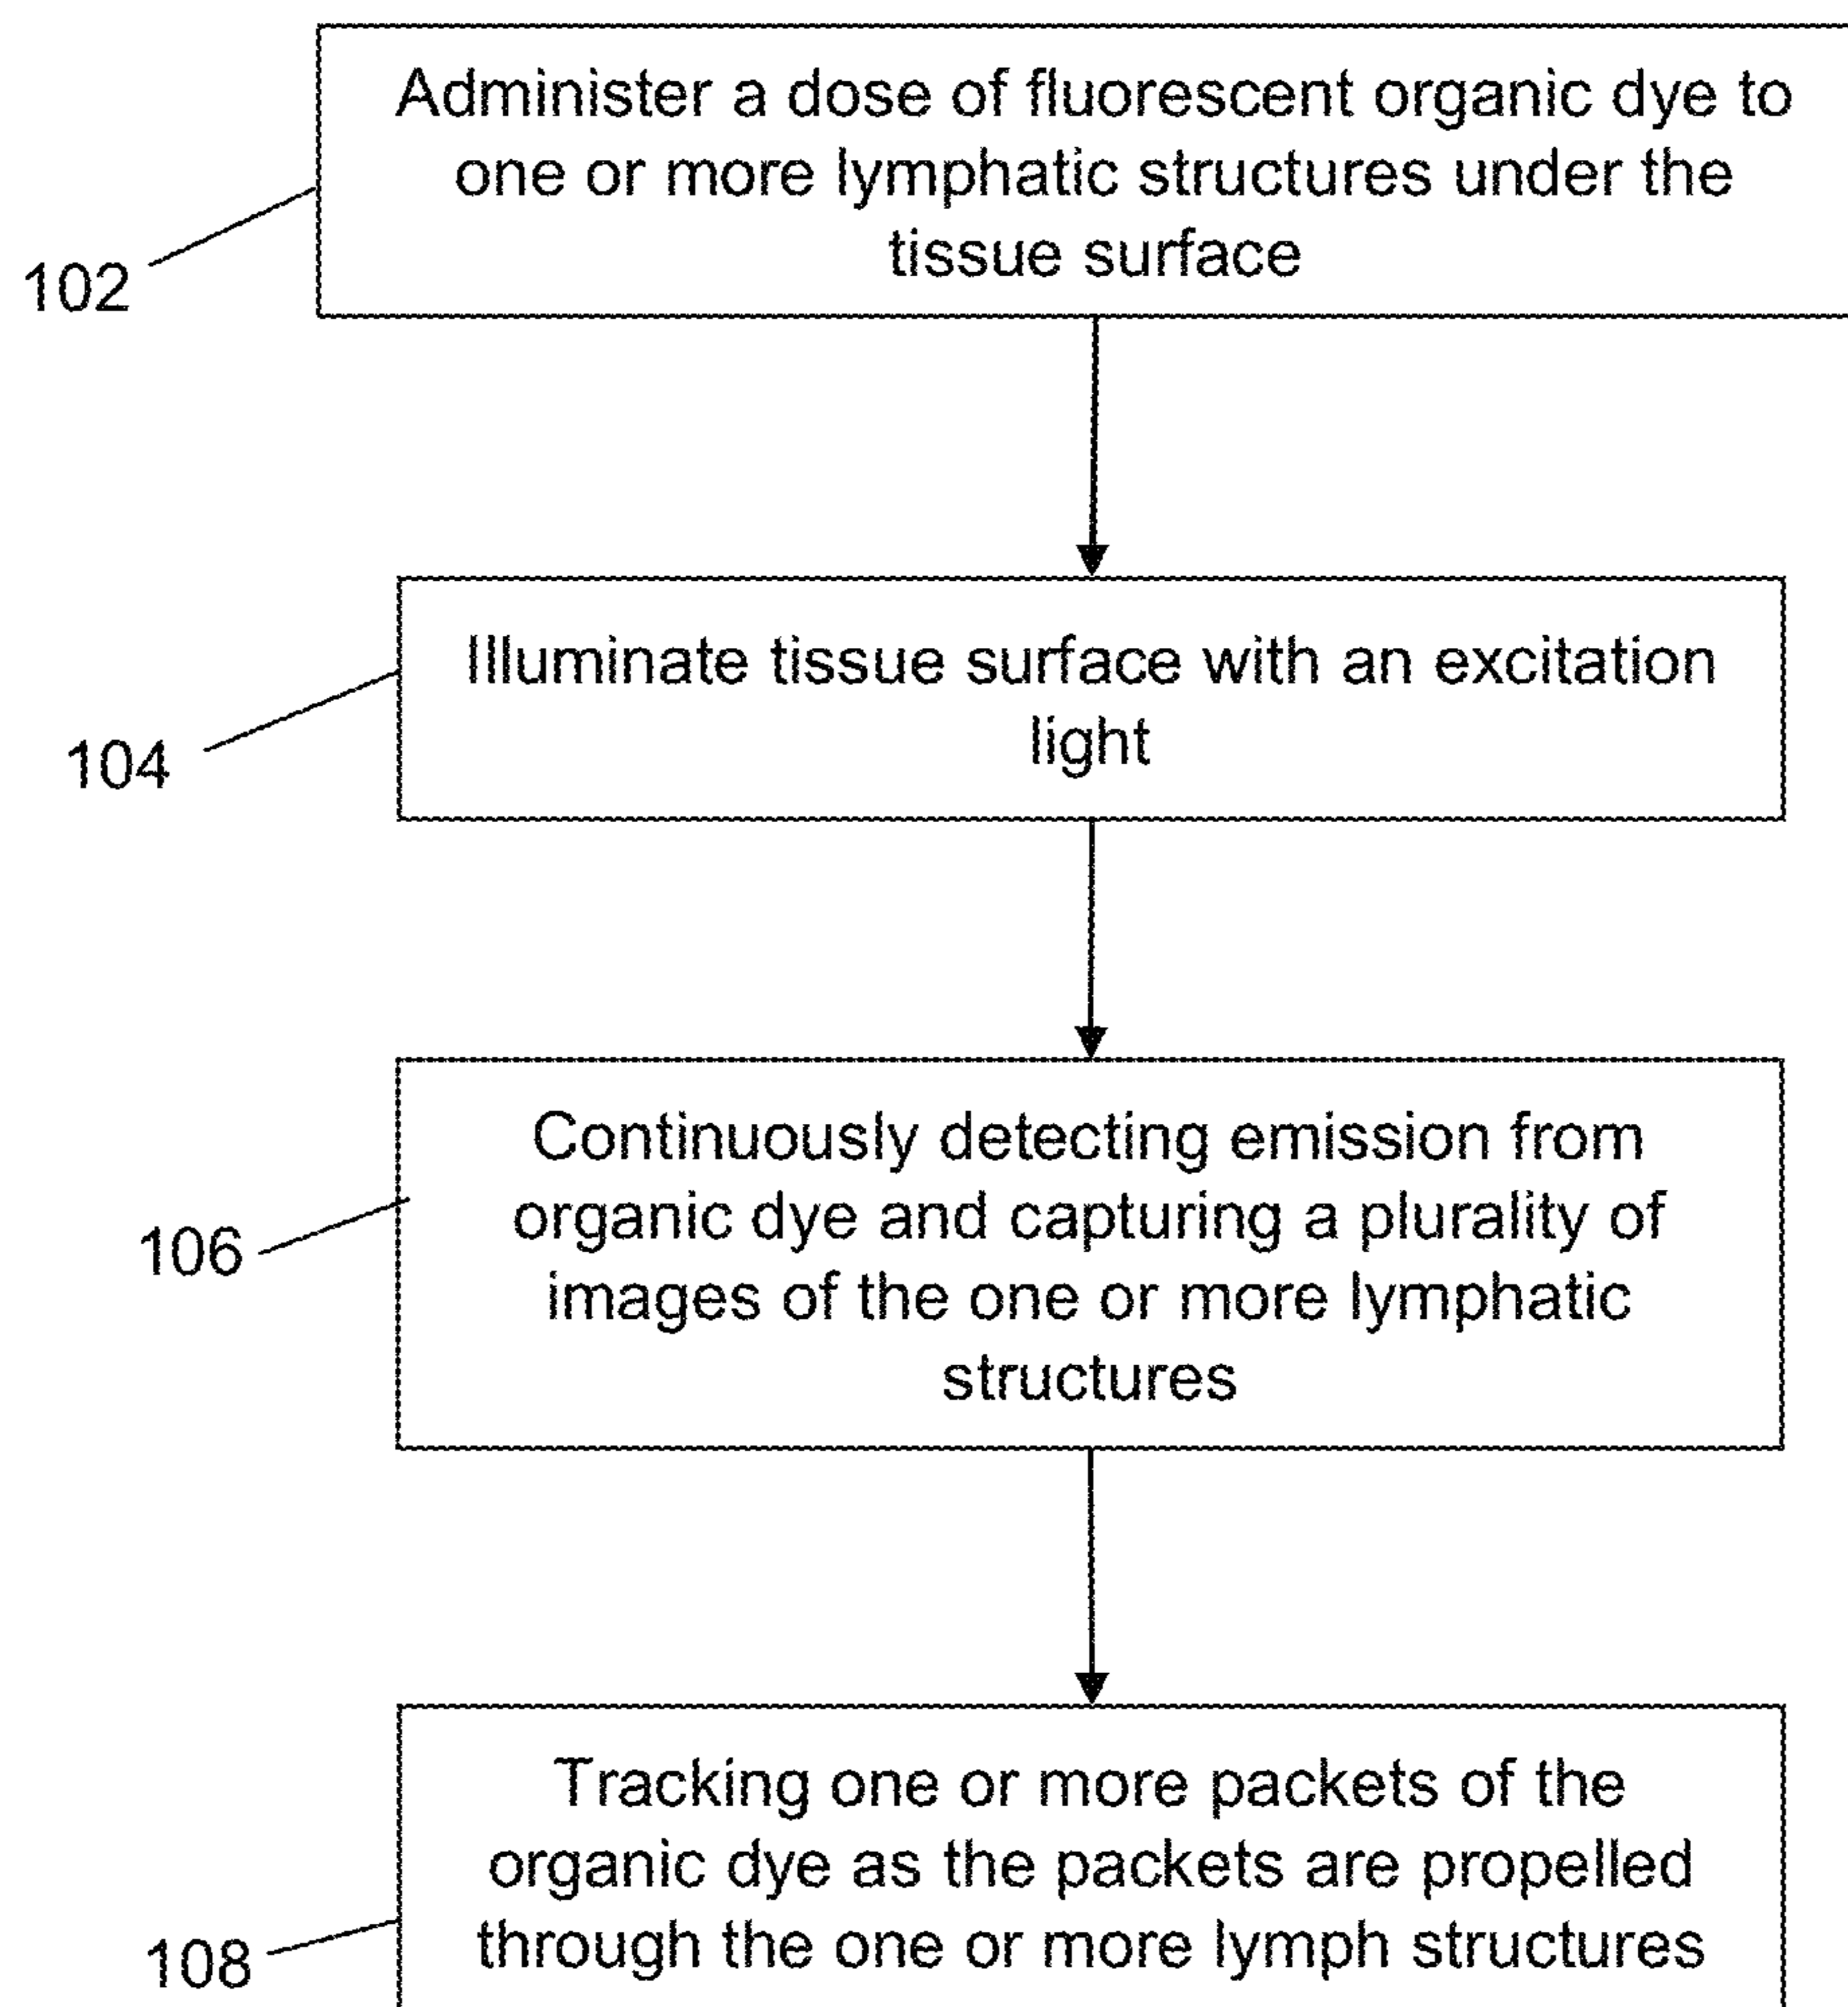 Administer a dose of fluorescent organic dye to
one or more lymphatic structures under the
tissue surface
102
Illuminate tissue surface with an excitation
light
104
Continuously detecting emission from
organic dye and capturing a plurality of
images of the one or more lymphatic
structures
106
Tracking one or more packets of the
organic dye as the packets are propelled
through the one or more lymph structures
108